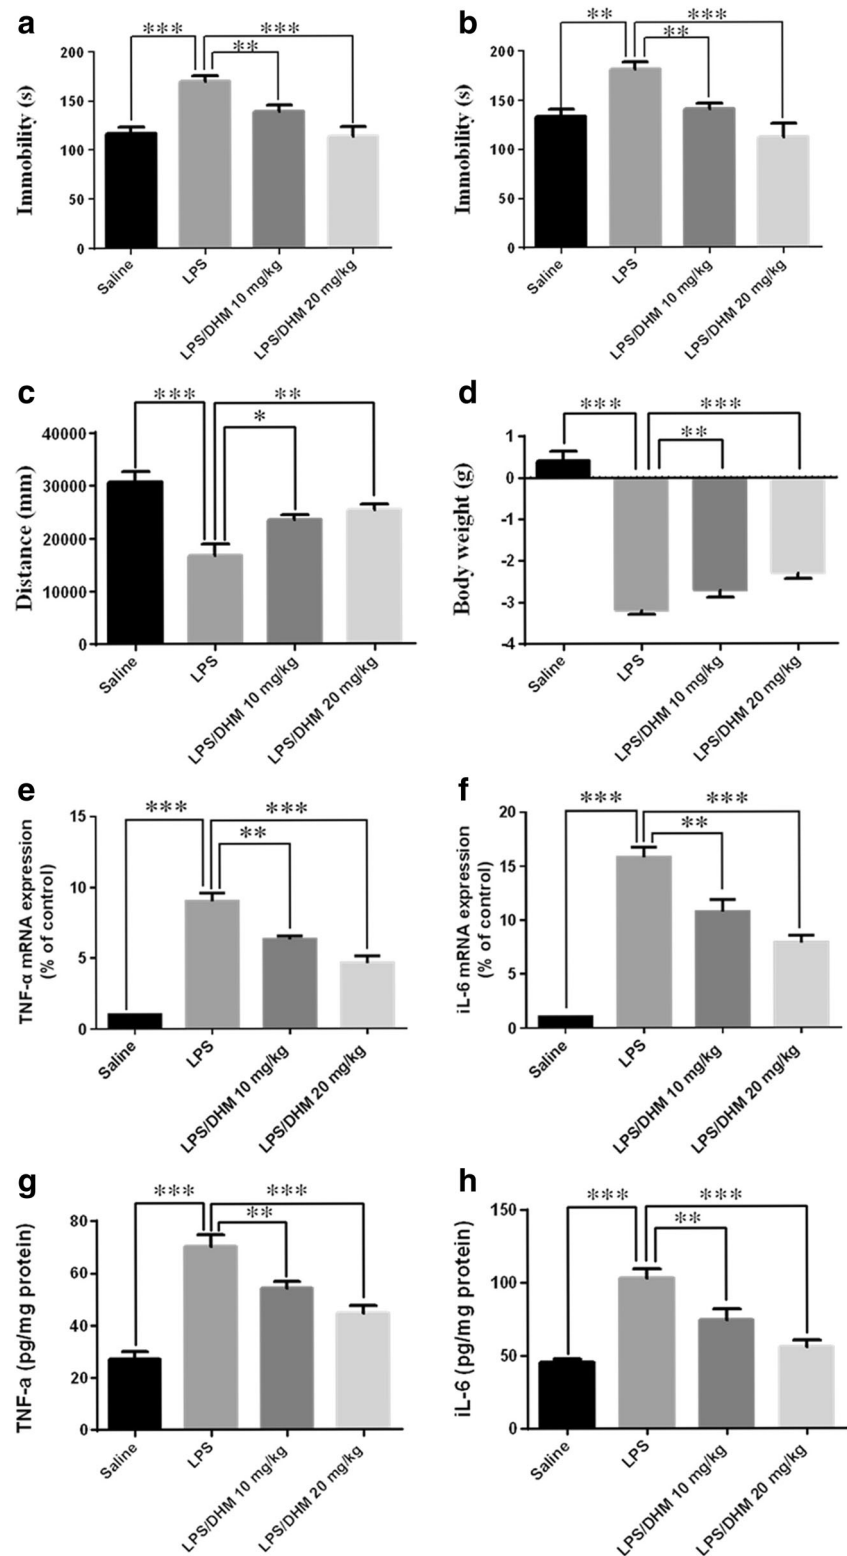 a
***
***
**
Immobility (s)
200
150
100
50
0
Saline
LPS
LPS/DHM 10 mg/kg
LPS/DHM 20 mg/kg
b
**
***
**
Immobility (s)
200
150
100
50
0
Saline
LPS
LPS/DHM 10 mg/kg
LPS/DHM 20 mg/kg
c
***
**
*
Distance (mm)
40000
30000
20000
10000
0
Saline
LPS
LPS/DHM 10 mg/kg
LPS/DHM 20 mg/kg
d
***
***
**
Body weight (g)
1
0
-1
-2
-3
-4
Saline
LPS
LPS/DHM 10 mg/kg
LPS/DHM 20 mg/kg
e
***
***
**
TNF-α mRNA expression
(% of control)
15
10
5
0
Saline
LPS
LPS/DHM 10 mg/kg
LPS/DHM 20 mg/kg
f
***
***
**
iL-6 mRNA expression
(% of control)
20
15
10
5
0
Saline
LPS
LPS/DHM 10 mg/kg
LPS/DHM 20 mg/kg
g
***
***
**
TNF-a (pg/mg protein)
80
60
40
20
0
Saline
LPS
LPS/DHM 10 mg/kg
LPS/DHM 20 mg/kg
h
***
***
**
iL-6 (pg/mg protein)
150
100
50
0
Saline
LPS
LPS/DHM 10 mg/kg
LPS/DHM 20 mg/kg